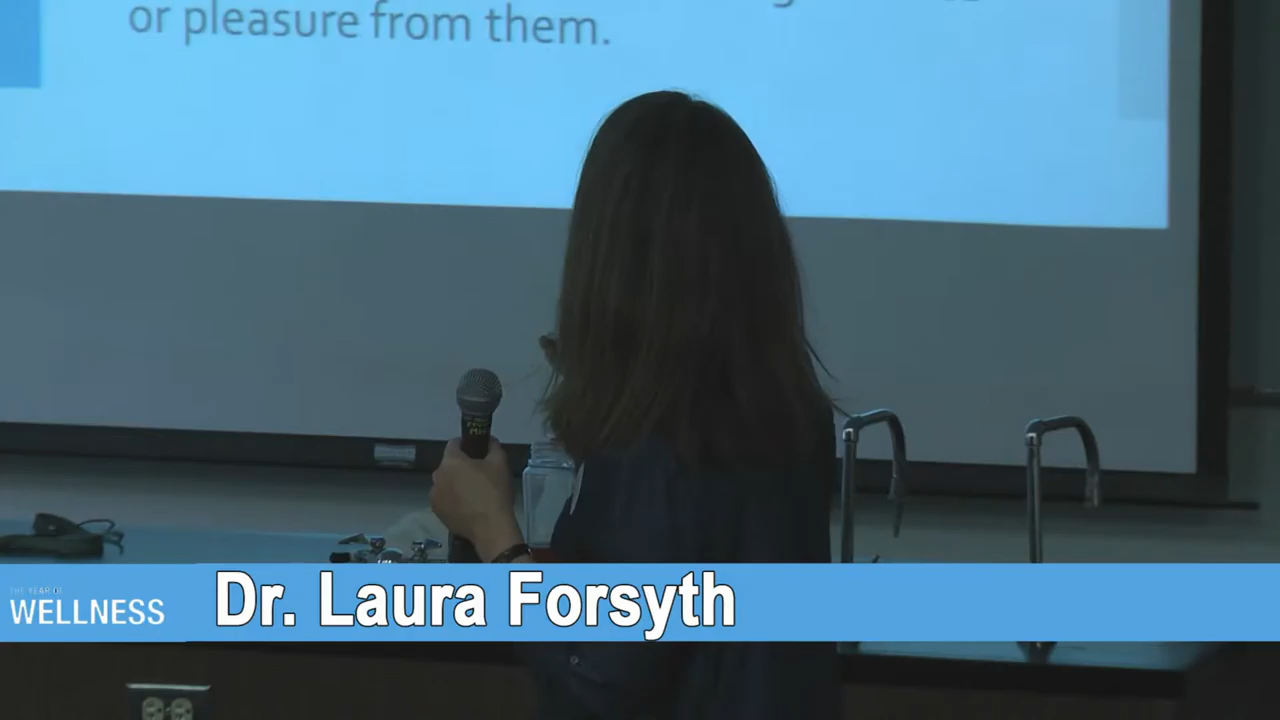 or pleasure from them.
THE YEAR OF
WELLNESS
Dr. Laura Forsyth